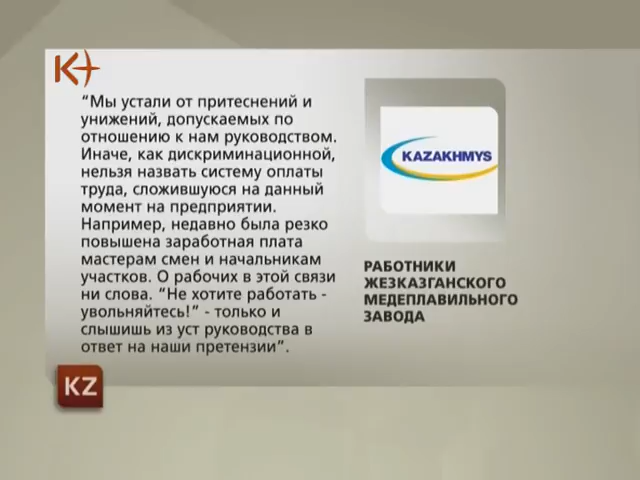 К+
“Мы устали от притеснений и
унижений, допускаемых по
отношению к нам руководством.
Иначе, как дискриминационной,
нельзя назвать систему оплаты
труда, сложившуюся на данный
момент на предприятии.
Например, недавно была резко
повышена заработная плата
мастерам смен и начальникам
участков. О рабочих в этой связи
ни слова. “Не хотите работать -
увольняйтесь!” - только и
слышишь из уст руководства в
ответ на наши претензии”.
KAZAKHMYS
РАБОТНИКИ
ЖЕЗКАЗГАНСКОГО
МЕДЕПЛАВИЛЬНОГО
ЗАВОДА
KZ